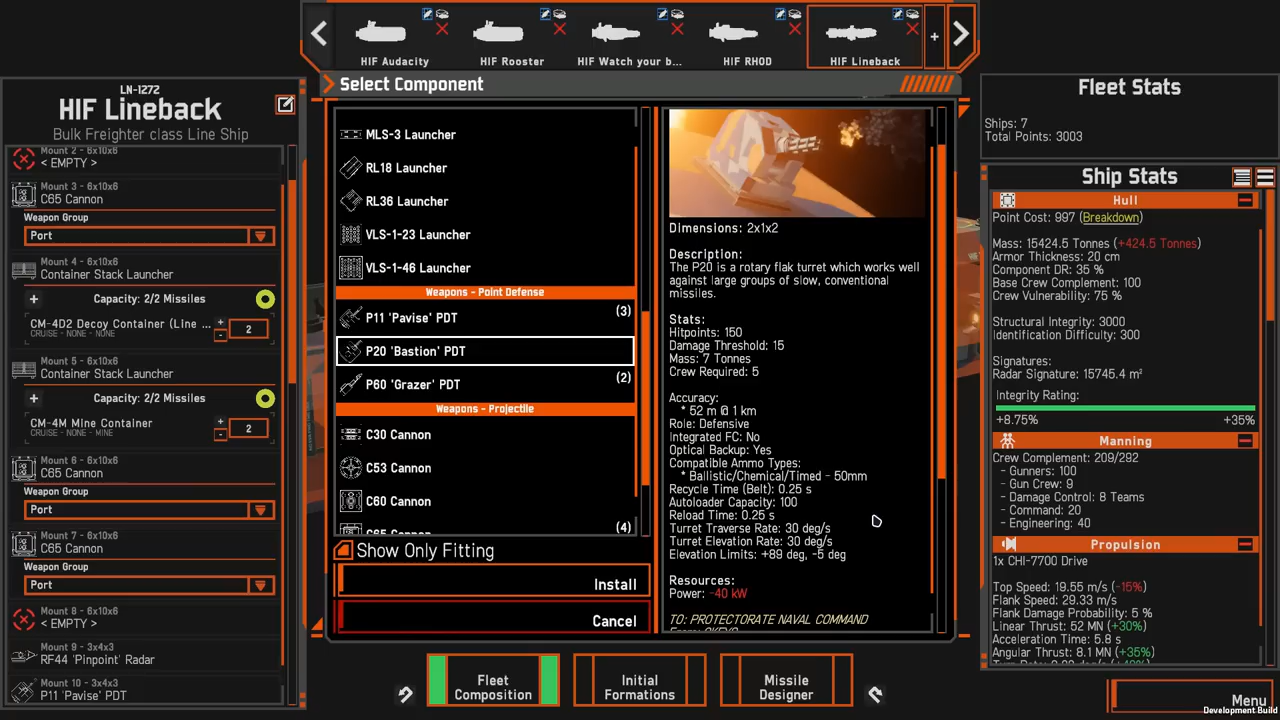 HIF Audacity
HIF Rooster
HIF Watch your b...
HIF RHOD
HIF Lineback
+
LN-1272
HIF Lineback
Bulk Freighter class Line Ship
Mount 2 - 6x10x6
< EMPTY >
Mount 3 - 6x10x6
C65 Cannon
Weapon Group
Port
Mount 4 - 6x10x6
Container Stack Launcher
+ Capacity: 2/2 Missiles
CM-4D2 Decoy Container (Line ...
CRUISE - NONE - NONE
+
-
2
Mount 5 - 6x10x6
Container Stack Launcher
+ Capacity: 2/2 Missiles
CM-4M Mine Container
CRUISE - NONE - MINE
+
-
2
Mount 6 - 6x10x6
C65 Cannon
Weapon Group
Port
Mount 7 - 6x10x6
C65 Cannon
Weapon Group
Port
Mount 8 - 6x10x6
< EMPTY >
Mount 9 - 3x4x3
RF44 'Pinpoint' Radar
Mount 10 - 3x4x3
P11 'Pavise' PDT
Select Component
MLS-3 Launcher
RL18 Launcher
RL36 Launcher
VLS-1-23 Launcher
VLS-1-46 Launcher
Weapons - Point Defense
P11 'Pavise' PDT (3)
P20 'Bastion' PDT
P60 'Grazer' PDT (2)
Weapons - Projectile
C30 Cannon
C53 Cannon
C60 Cannon
C65 Cannon (4)
Show Only Fitting
Install
Cancel
Dimensions: 2x1x2
Description:
The P20 is a rotary flak turret which works well
against large groups of slow, conventional
missiles.
Stats:
Hitpoints: 150
Damage Threshold: 15
Mass: 7 Tonnes
Crew Required: 5
Accuracy:
* 52 m @ 1 km
Role: Defensive
Integrated FC: No
Optical Backup: Yes
Compatible Ammo Types:
* Ballistic/Chemical/Timed - 50mm
Recycle Time (Belt): 0.25 s
Autoloader Capacity: 100
Reload Time: 0.25 s
Turret Traverse Rate: 30 deg/s
Turret Elevation Rate: 30 deg/s
Elevation Limits: +89 deg, -5 deg
Resources:
Power: -40 kW
TO: PROTECTORATE NAVAL COMMAND
Fleet Stats
Ships: 7
Total Points: 3003
Ship Stats
Hull
Point Cost: 997 (Breakdown)
Mass: 15424.5 Tonnes (+424.5 Tonnes)
Armor Thickness: 20 cm
Component DR: 35 %
Base Crew Complement: 100
Crew Vulnerability: 75 %
Structural Integrity: 3000
Identification Difficulty: 300
Signatures:
Radar Signature: 15745.4 m²
Integrity Rating:
+8.75% +35%
Manning
Crew Complement: 209/292
- Gunners: 100
- Gun Crew: 9
- Damage Control: 8 Teams
- Command: 20
- Engineering: 40
Propulsion
1x CHI-7700 Drive
Top Speed: 19.55 m/s (-15%)
Flank Speed: 29.33 m/s
Flank Damage Probability: 5 %
Linear Thrust: 52 MN (+30%)
Acceleration Time: 5.8 s
Angular Thrust: 8.1 MN (+35%)
Fleet
Composition
Initial
Formations
Missile
Designer
Menu
Development Build